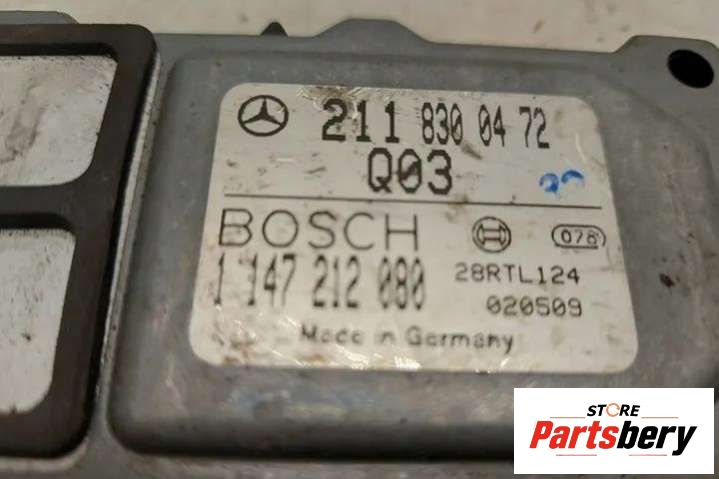 211 830 04 72
Q03
BOSCH
078
1 147 212 080
28RTL124
020509
Made in Germany
STORE
Partsbery